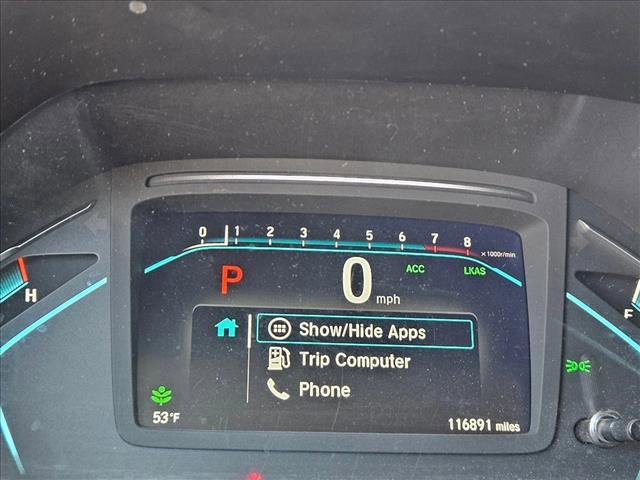 0 1 2 3 4 5 6 7 8 ×1000r/min
P 0 mph ACC LKAS
H
Show/Hide Apps
Trip Computer
Phone
53°F 116891 miles
F